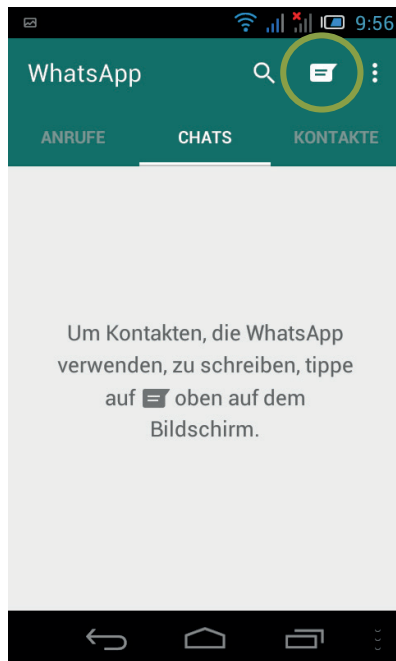 9:56
WhatsApp
ANRUFE CHATS KONTAKTE
Um Kontakten, die WhatsApp
verwenden, zu schreiben, tippe
auf oben auf dem
Bildschirm.